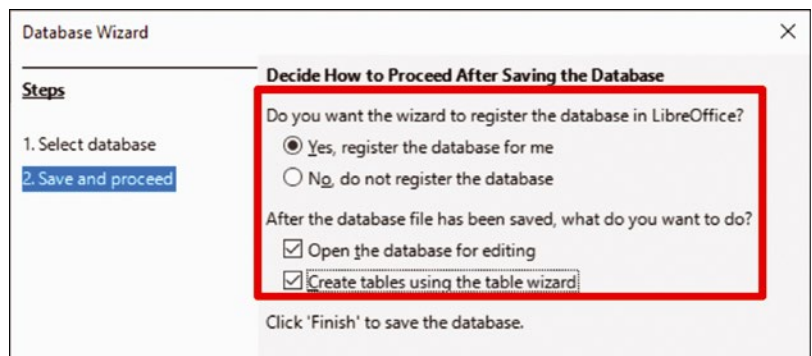 Database Wizard
Steps
1. Select database
2. Save and proceed
Decide How to Proceed After Saving the Database
Do you want the wizard to register the database in LibreOffice?
Yes, register the database for me
No, do not register the database
After the database file has been saved, what do you want to do?
Open the database for editing
Create tables using the table wizard
Click 'Finish' to save the database.